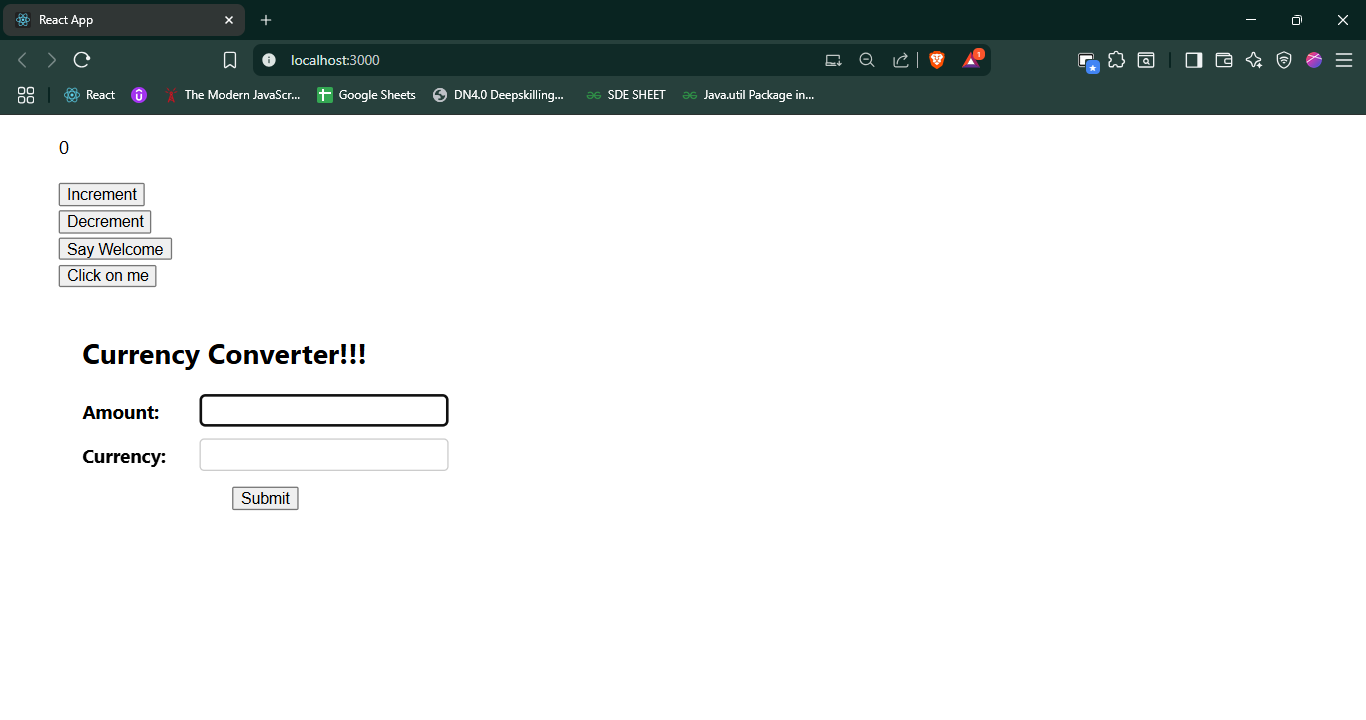 React App
localhost:3000
1
React
The Modern JavaScr...
Google Sheets
DN4.0 Deepskilling...
SDE SHEET
Java.util Package in...
0
Increment
Decrement
Say Welcome
Click on me
Currency Converter!!!
Amount:
Currency:
Submit